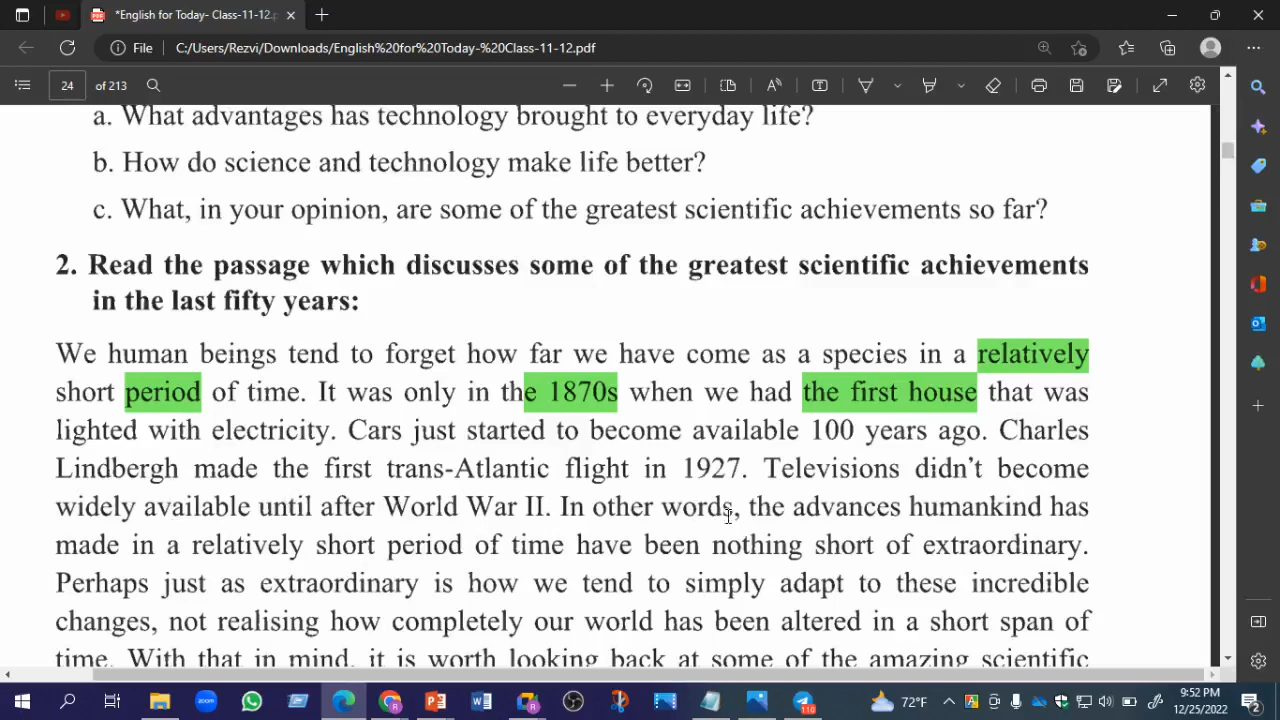 *English for Today- Class-11-12.p
File
C:/Users/Rezvi/Downloads/English%20for%20Today-%20Class-11-12.pdf
24 of 213
a. What advantages has technology brought to everyday life?
b. How do science and technology make life better?
c. What, in your opinion, are some of the greatest scientific achievements so far?
2. Read the passage which discusses some of the greatest scientific achievements
in the last fifty years:
We human beings tend to forget how far we have come as a species in a relatively
short period of time. It was only in the 1870s when we had the first house that was
lighted with electricity. Cars just started to become available 100 years ago. Charles
Lindbergh made the first trans-Atlantic flight in 1927. Televisions didn't become
widely available until after World War II. In other words, the advances humankind has
made in a relatively short period of time have been nothing short of extraordinary.
Perhaps just as extraordinary is how we tend to simply adapt to these incredible
changes, not realising how completely our world has been altered in a short span of
time. With that in mind, it is worth looking back at some of the amazing scientific
72°F
9:52 PM
12/25/2022